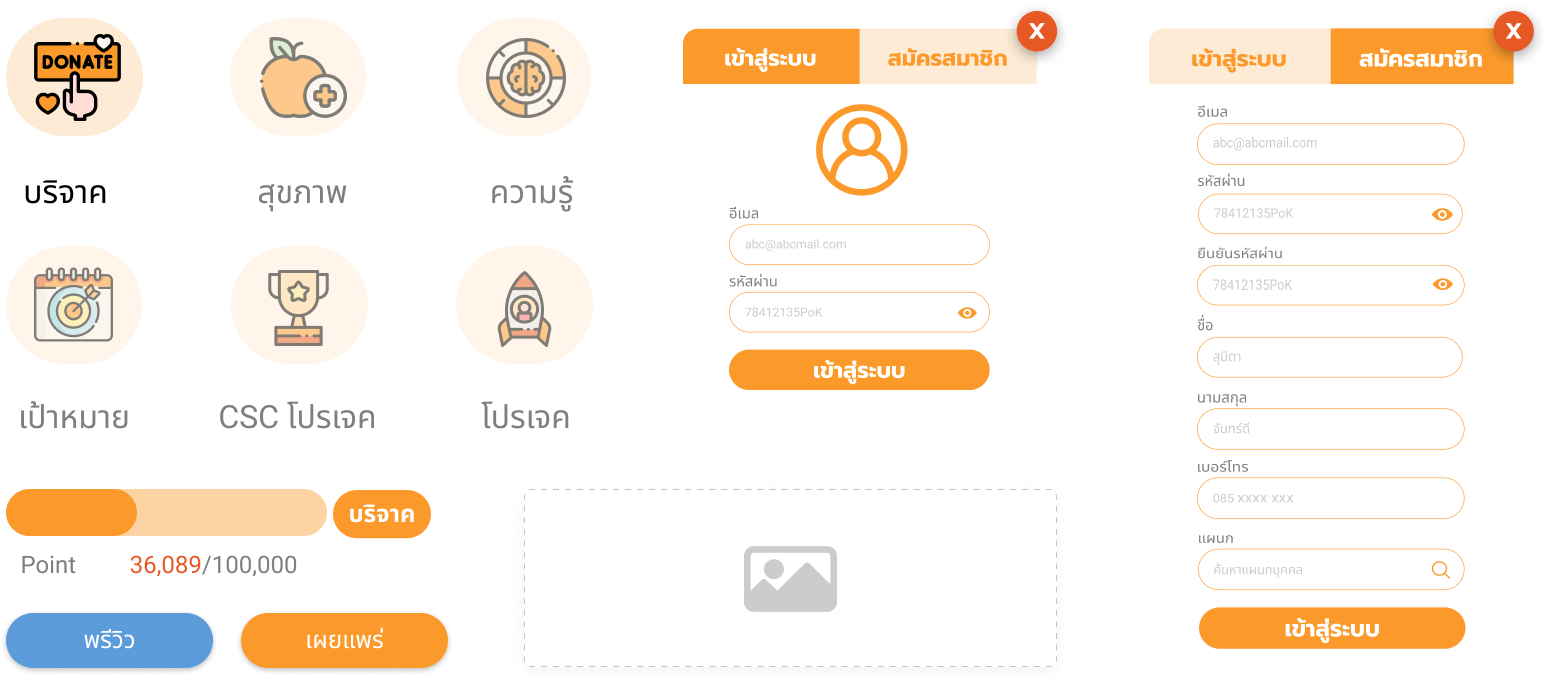 DONATE
บริจาค
สุขภาพ
ความรู้
เป้าหมาย
CSC โปรเจค
โปรเจค
บริจาค
Point 36,089/100,000
พรีวิว
เผยแพร่
X
เข้าสู่ระบบ
สมัครสมาชิก
อีเมล
abc@abcmail.com
รหัสผ่าน
78412135PoK
เข้าสู่ระบบ
X
เข้าสู่ระบบ
สมัครสมาชิก
อีเมล
abc@abcmail.com
รหัสผ่าน
78412135PoK
ยืนยันรหัสผ่าน
78412135PoK
ชื่อ
สุนิตา
นามสกุล
จันทร์ดี
เบอร์โทร
085 xxxx xxx
แผนก
ค้นหาแผนกบุคคล
เข้าสู่ระบบ